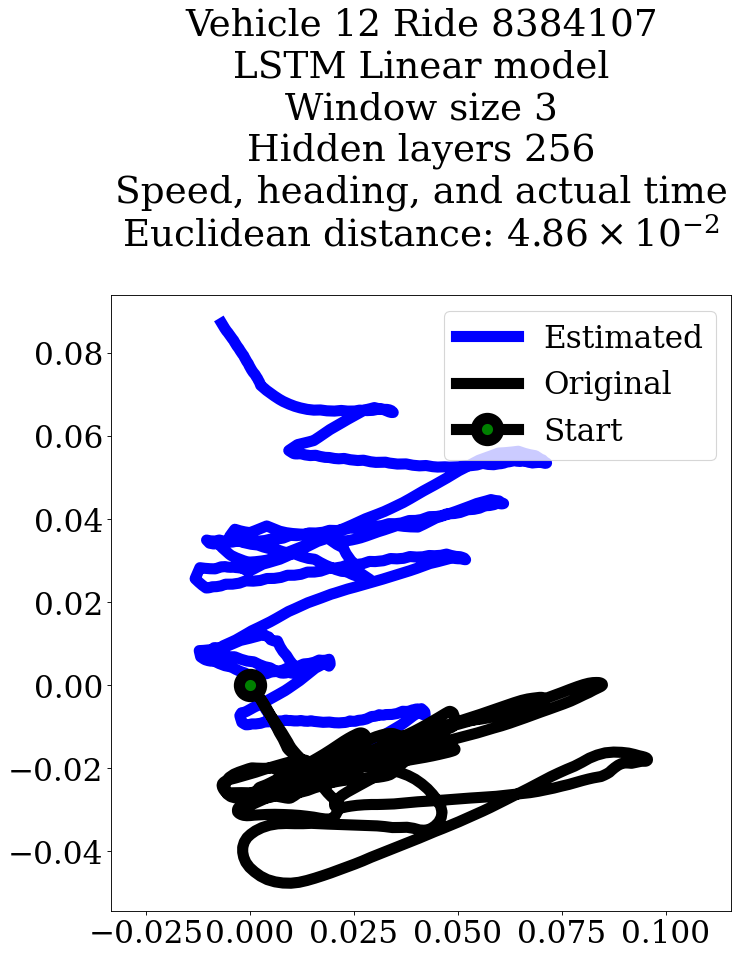 Vehicle 12 Ride 8384107
LSTM Linear model
Window size 3
Hidden layers 256
Speed, heading, and actual time
Euclidean distance: 4.86 × 10⁻²
Estimated
Original
Start
0.08
0.06
0.04
0.02
0.00
−0.02
−0.04
−0.025 0.000 0.025 0.050 0.075 0.100